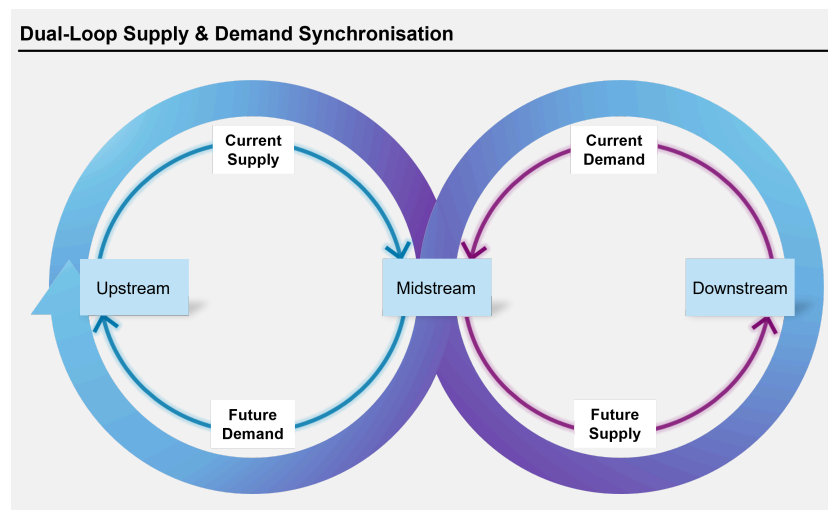 Dual-Loop Supply & Demand Synchronisation
Current
Supply
Current
Demand
Upstream
Midstream
Downstream
Future
Demand
Future
Supply